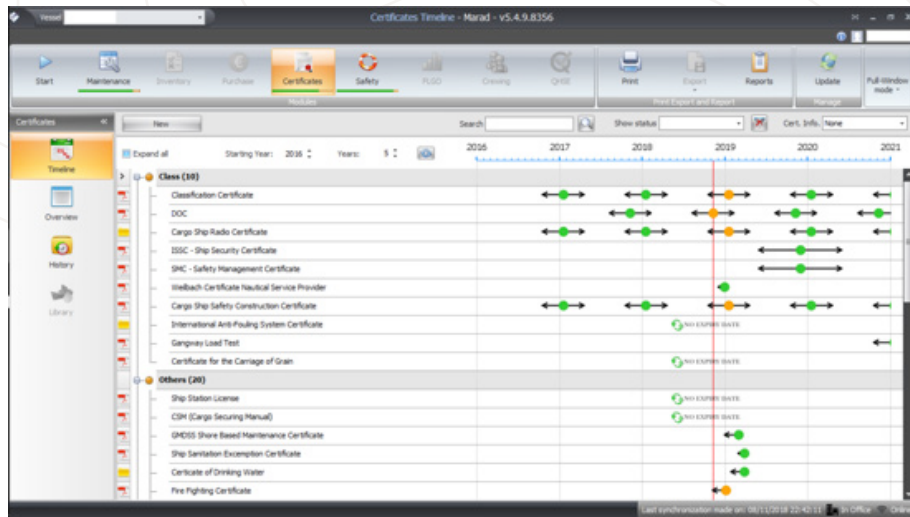 Vessel
Certificates Timeline - Marad - v5.4.9.8356
Start
Maintenance
Inventory
Purchase
Certificates
Safety
FLGO
Crewing
QHSE
Print
Export
Reports
Update
Full-Window mode
Modules
Print Export and Report
Manage
Certificates
New
Search
Show status
Cert. Info. None
Expand all
Starting Year: 2016
Years: 5
2016 2017 2018 2019 2020 2021
Timeline
Overview
History
Library
Class (10)
Classification Certificate
DOC
Cargo Ship Radio Certificate
ISSC - Ship Security Certificate
SMC - Safety Management Certificate
Weilbach Certificate Nautical Service Provider
Cargo Ship Safety Construction Certificate
International Anti-Fouling System Certificate NO EXPIRY DATE
Gangway Load Test
Certificate for the Carriage of Grain NO EXPIRY DATE
Others (20)
Ship Station License NO EXPIRY DATE
CSM (Cargo Securing Manual) NO EXPIRY DATE
GMDSS Shore Based Maintenance Certificate
Ship Sanitation Excemption Certificate
Certicate of Drinking Water
Fire Fighting Certificate
Last synchronization made on: 08/11/2018 22:42:11 In Office Online